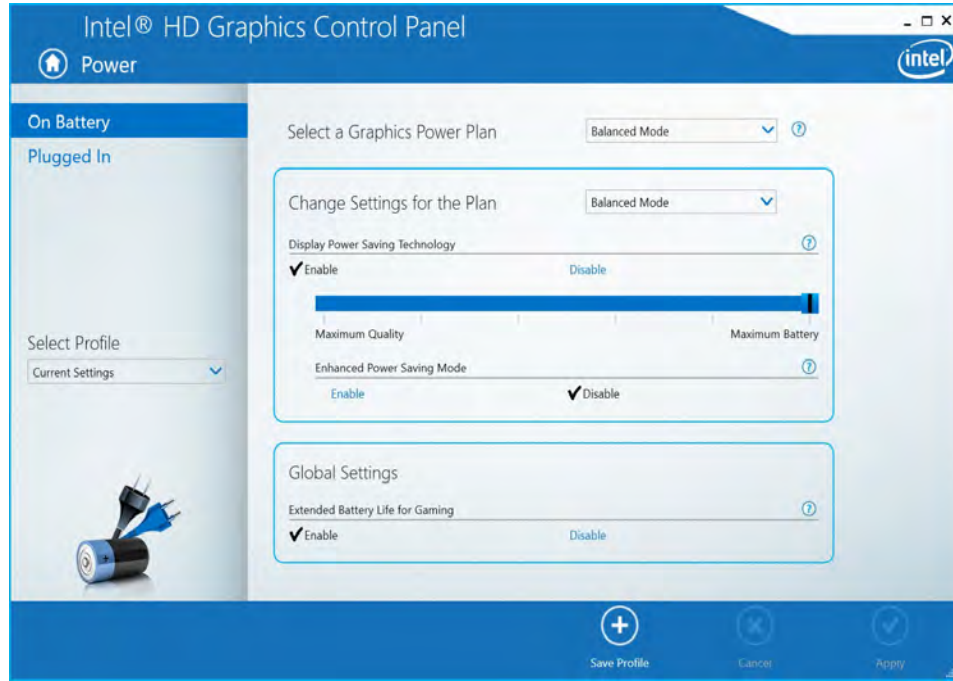 Intel® HD Graphics Control Panel
Power
intel
On Battery
Plugged In
Select Profile
Current Settings
Select a Graphics Power Plan
Balanced Mode
?
Change Settings for the Plan
Balanced Mode
Display Power Saving Technology
?
Enable
Disable
Maximum Quality
Maximum Battery
Enhanced Power Saving Mode
?
Enable
Disable
Global Settings
Extended Battery Life for Gaming
?
Enable
Disable
Save Profile
Cancel
Apply